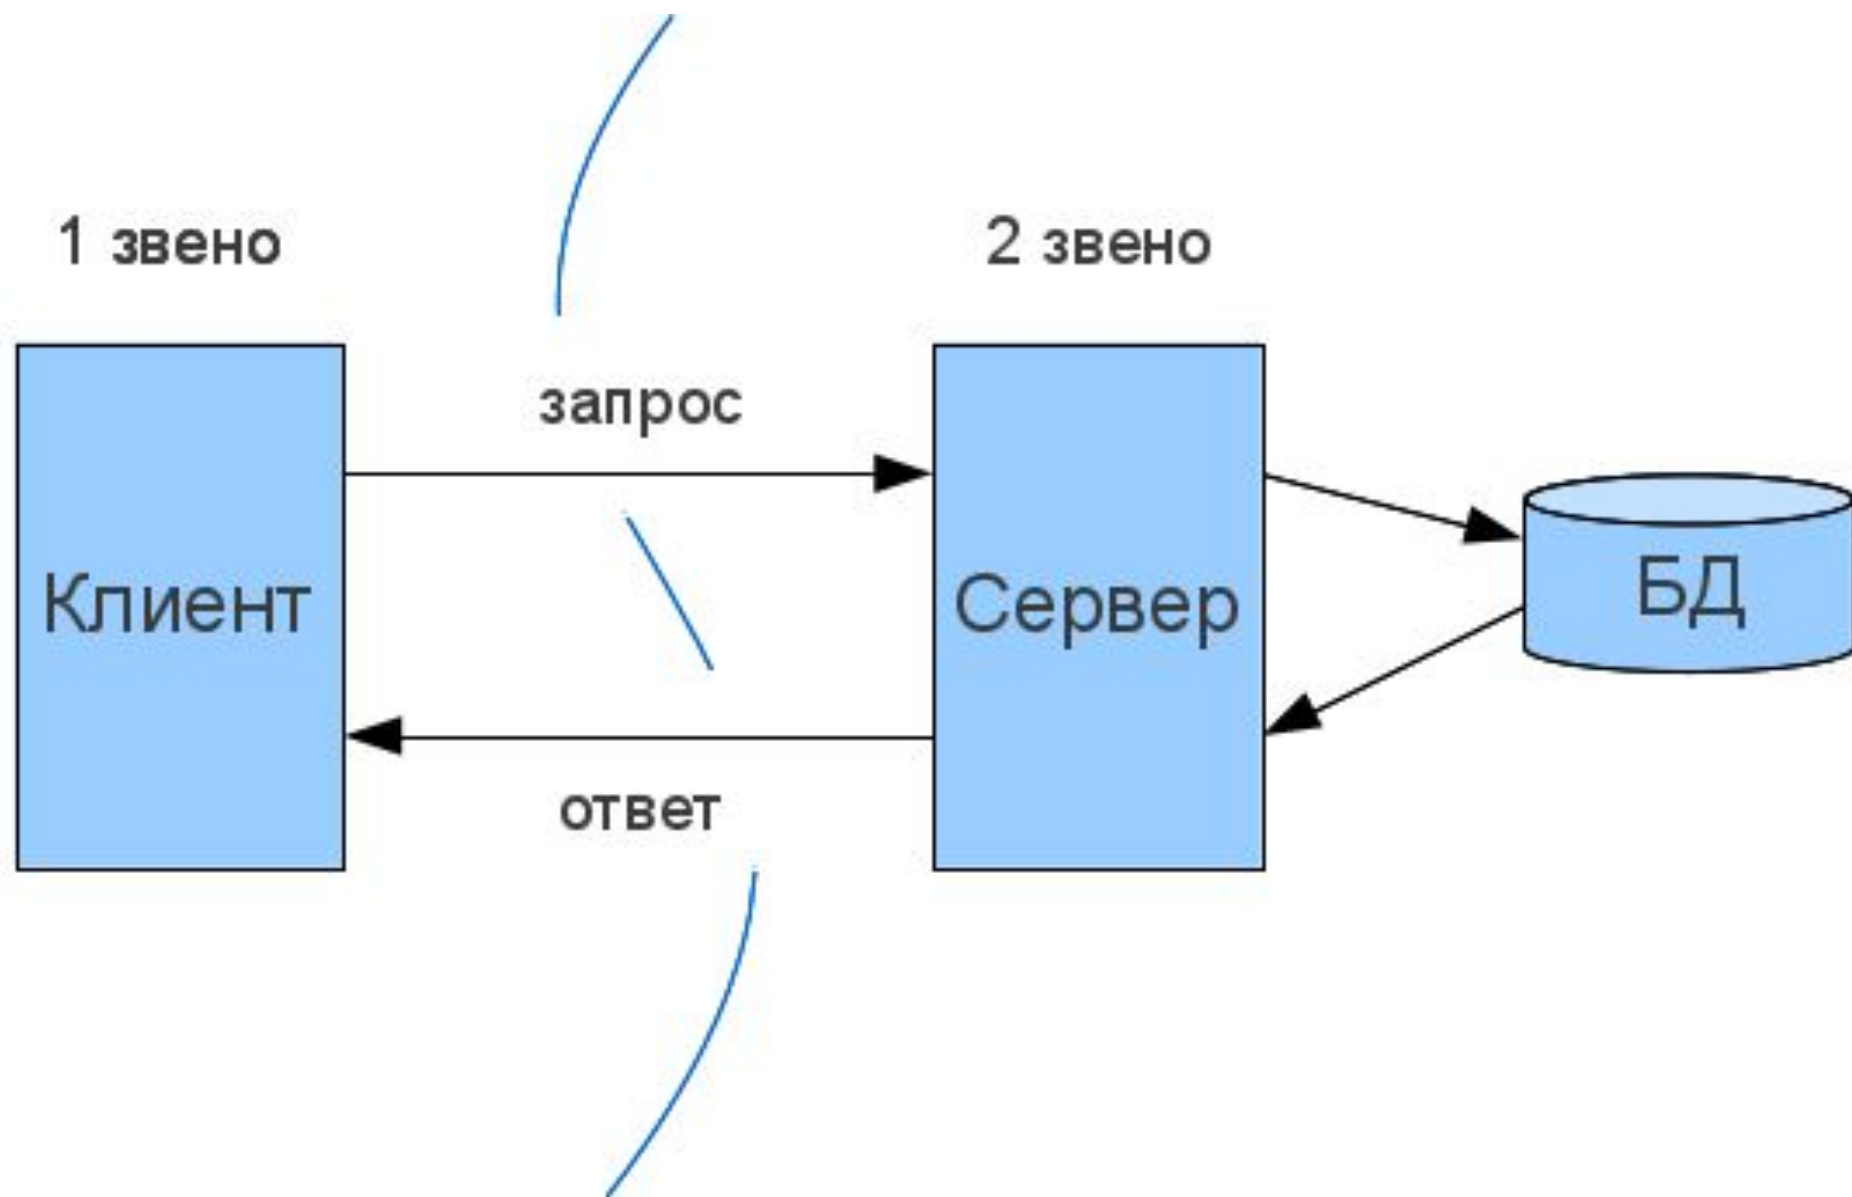 1 звено
2 звено
запрос
Клиент
Сервер
БД
ответ